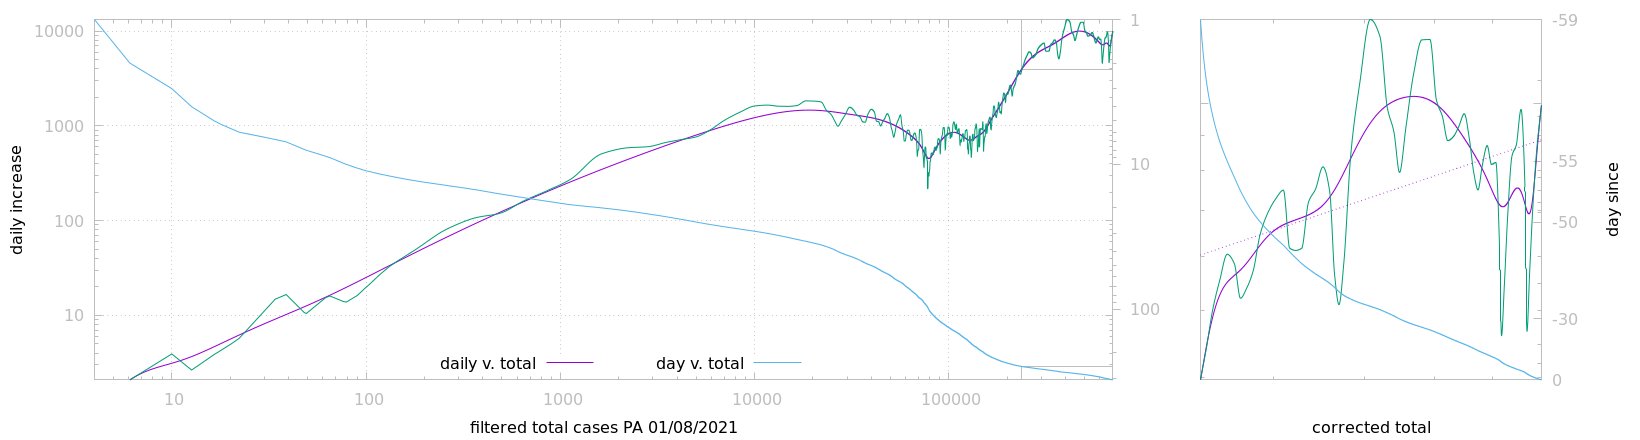 10000
1000
100
10
daily increase
10
100
1000
10000
100000
filtered total cases PA 01/08/2021
daily v. total
day v. total
1
10
100
-59
-55
-50
-30
0
day since
corrected total